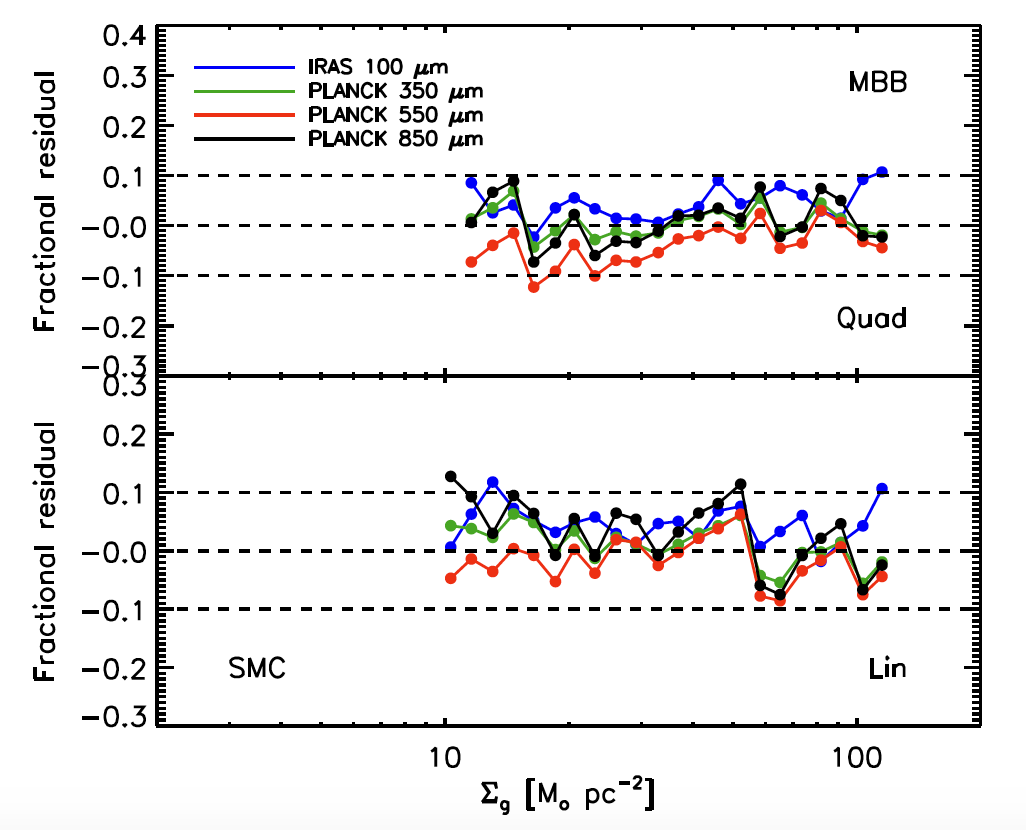 0.4
0.3
0.2
0.1
−0.0
−0.1
−0.2
−0.3
Fractional residual
IRAS 100 μm
PLANCK 350 μm
PLANCK 550 μm
PLANCK 850 μm
MBB
Quad
0.3
0.2
0.1
−0.0
−0.1
−0.2
−0.3
Fractional residual
SMC
Lin
10
100
Σg [Mo pc−2]